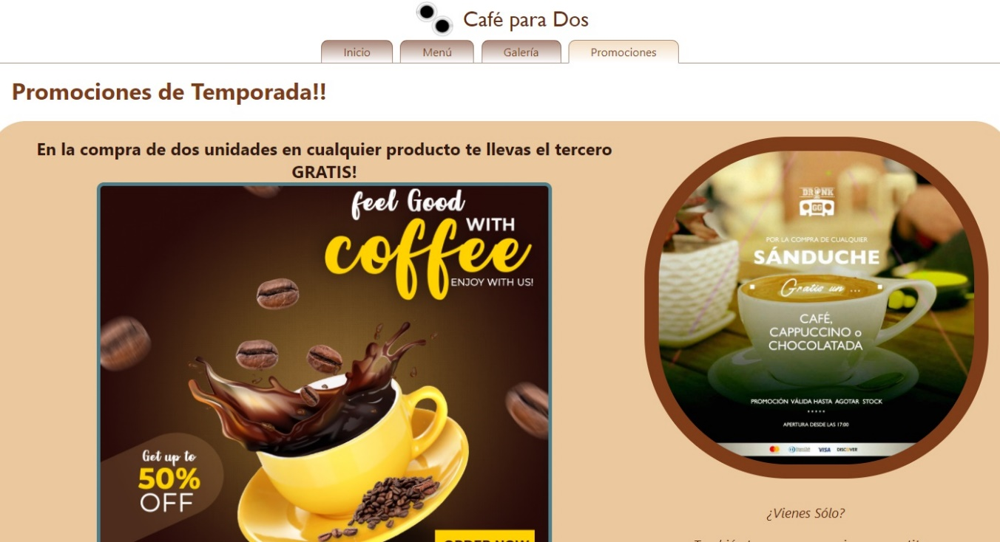 Café para Dos
Inicio
Menú
Galería
Promociones
Promociones de Temporada!!
En la compra de dos unidades en cualquier producto te llevas el tercero
GRATIS!
feel Good
WITH
coffee
ENJOY WITH US!
Get up to
50%
OFF
ORDER NOW
DRINK
GG
POR LA COMPRA DE CUALQUIER
SÁNDUCHE
Gratis un ...
CAFÉ,
CAPPUCCINO o
CHOCOLATADA
PROMOCIÓN VÁLIDA HASTA AGOTAR STOCK
APERTURA DESDE LAS 17:00
VISA DISCOVER
¿Vienes Sólo?